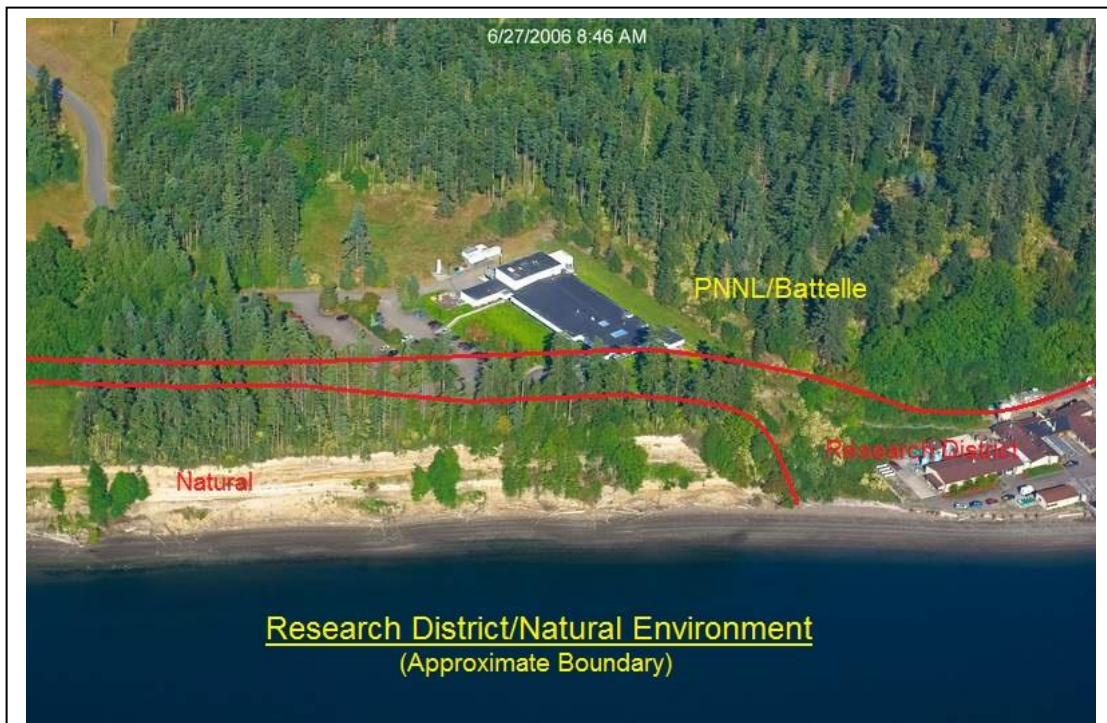 6/27/2006 8:46 AM
PNNL/Battelle
Research District
Natural
Research District/Natural Environment
(Approximate Boundary)